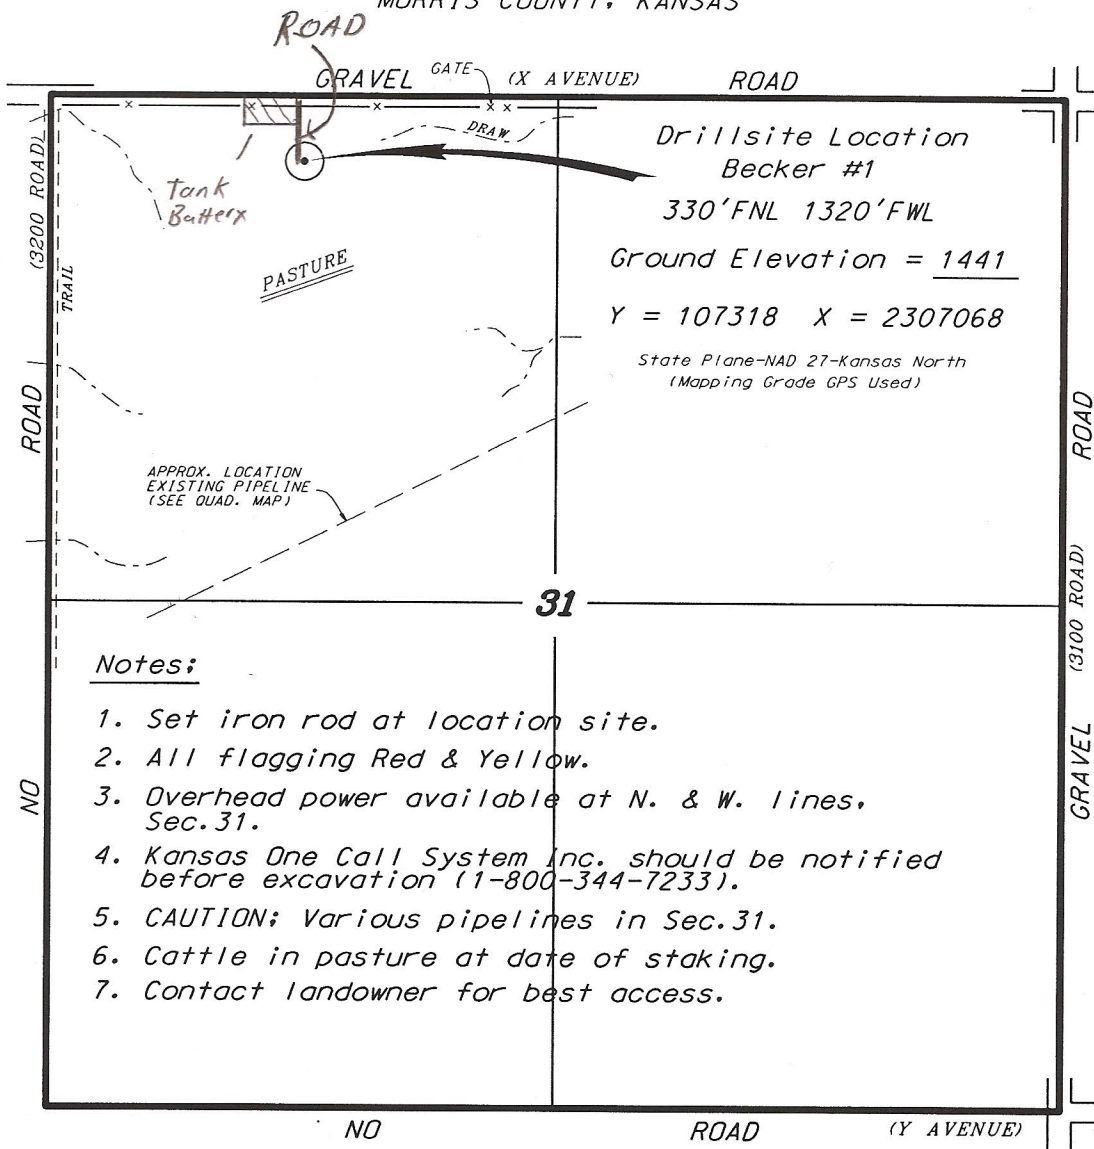 MORRIS COUNTY, KANSAS
ROAD
GRAVEL GATE (X AVENUE) ROAD
DRAW
Drillsite Location
Becker #1
330'FNL 1320'FWL
Ground Elevation = 1441
Y = 107318 X = 2307068
State Plane-NAD 27-Kansas North
(Mapping Grade GPS Used)
Tank
Battery
(3200 ROAD)
TRAIL
PASTURE
ROAD
ROAD
APPROX. LOCATION
EXISTING PIPELINE
(SEE QUAD. MAP)
31
(3100 ROAD)
GRAVEL
NO
Notes:
1. Set iron rod at location site.
2. All flagging Red & Yellow.
3. Overhead power available at N. & W. lines,
Sec.31.
4. Kansas One Call System Inc. should be notified
before excavation (1-800-344-7233).
5. CAUTION: Various pipelines in Sec.31.
6. Cattle in pasture at date of staking.
7. Contact landowner for best access.
NO ROAD (Y AVENUE)